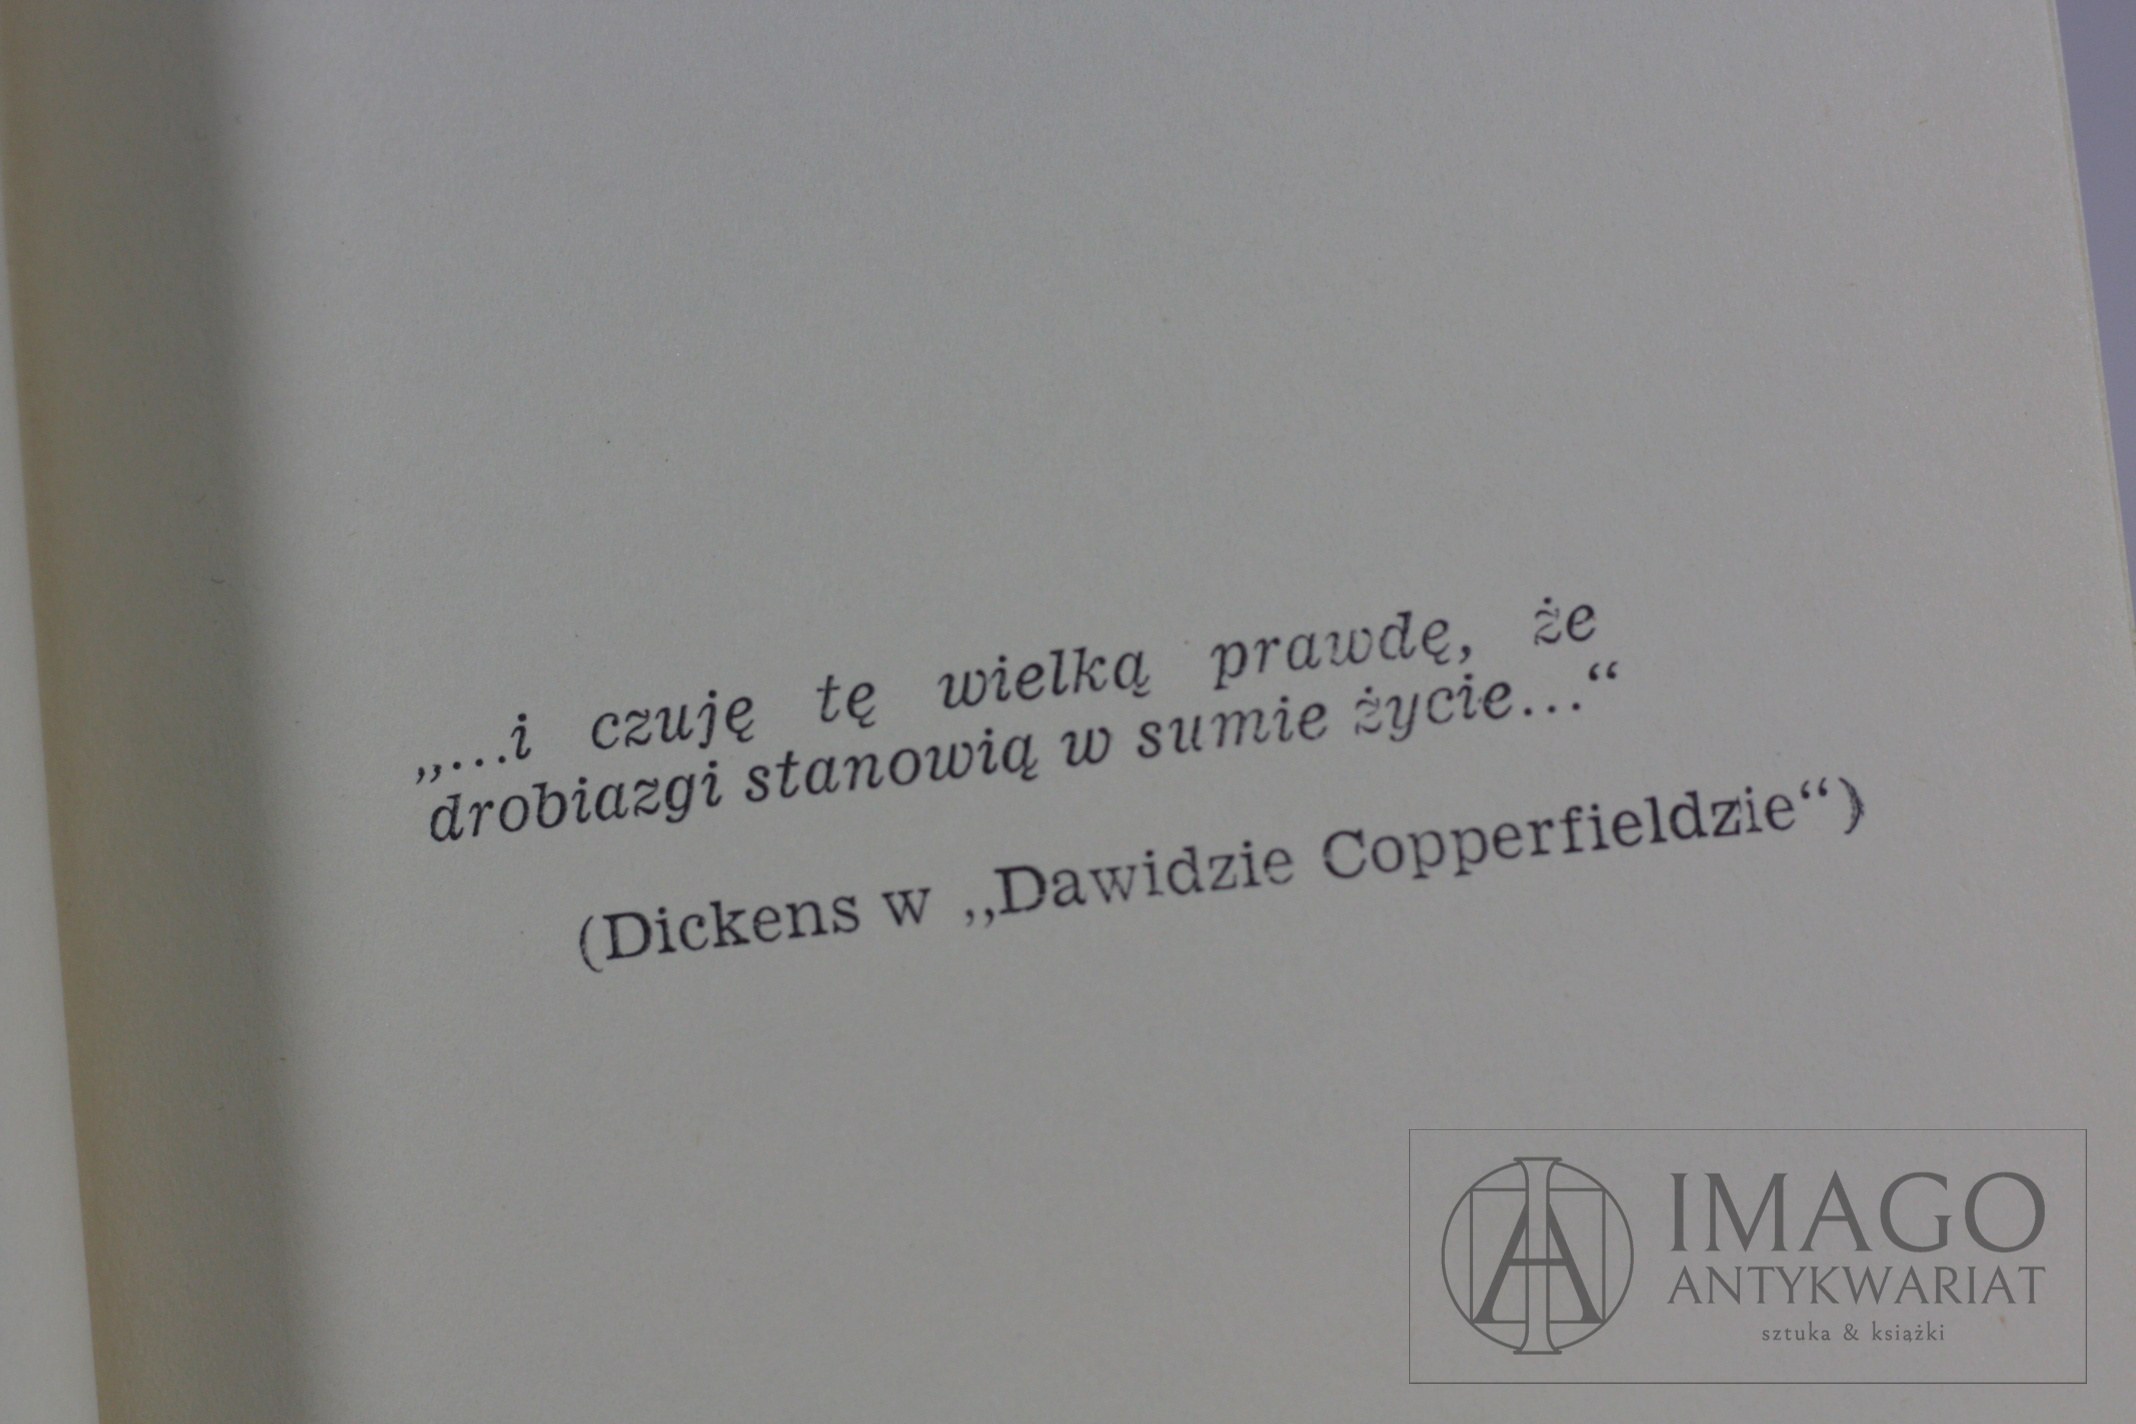 „...i czuję tę wielką prawdę, że
drobiazgi stanowią w sumie życie...“
(Dickens w „Dawidzie Copperfieldzie“)
IMAGO
ANTYKWARIAT
sztuka & książki